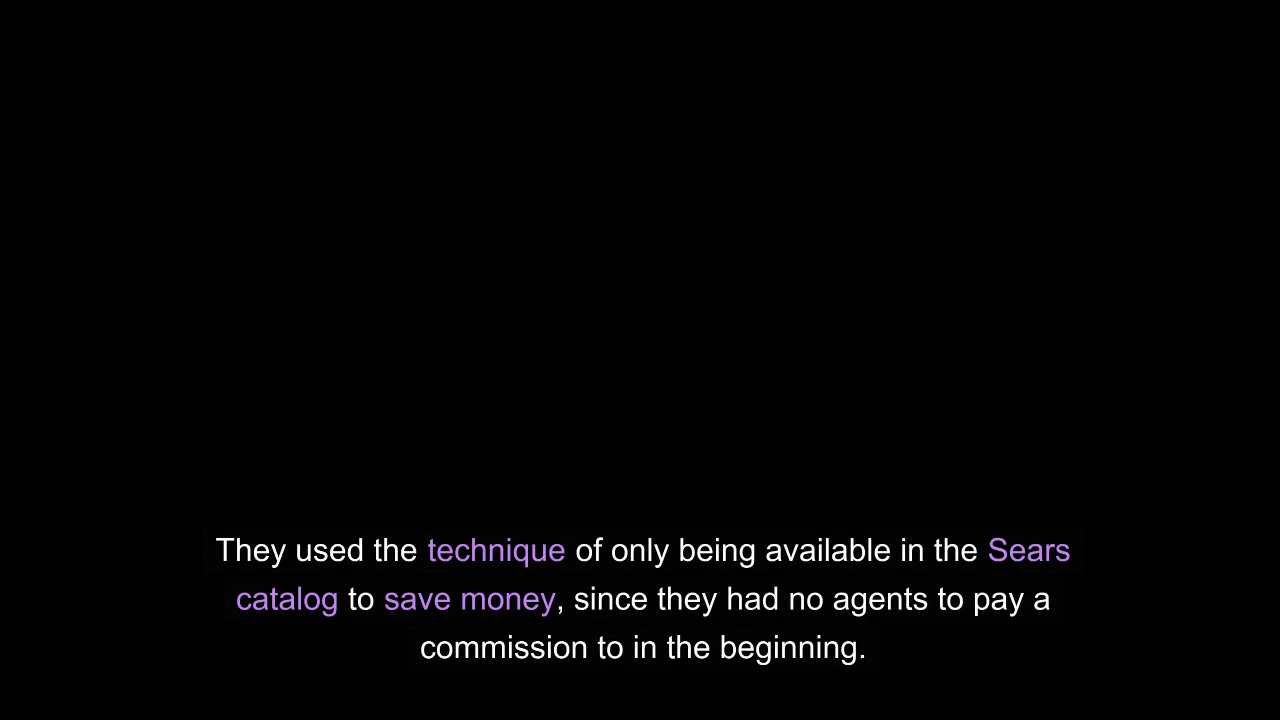 They used the technique of only being available in the Sears
catalog to save money, since they had no agents to pay a
commission to in the beginning.